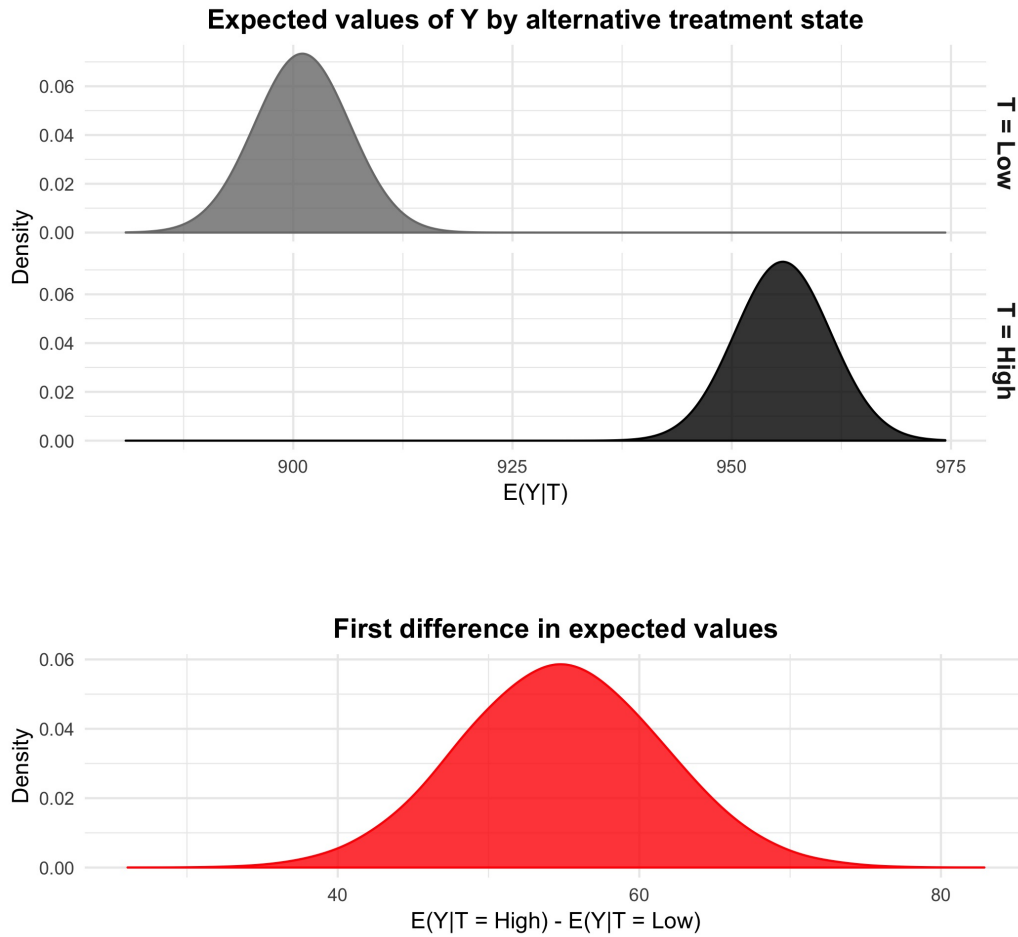 Expected values of Y by alternative treatment state
0.06
0.04
0.02
0.00
T = Low
Density
0.06
0.04
0.02
0.00
T = High
900
925
950
975
E(Y|T)
First difference in expected values
0.06
0.04
0.02
0.00
Density
40
60
80
E(Y|T = High) - E(Y|T = Low)